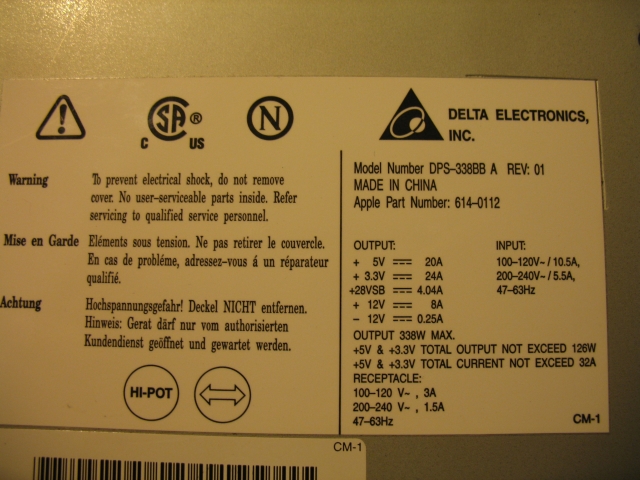 CSA ®
C US
N
DELTA ELECTRONICS,
INC.
Warning To prevent electrical shock, do not remove
cover. No user-serviceable parts inside. Refer
servicing to qualified service personnel.
Mise en Garde Eléments sous tension. Ne pas retirer le couvercle.
En cas de probléme, adressez-vous á un réparateur
qualifié.
Achtung Hochspannungsgefahr! Deckel NICHT entfernen.
Hinweis: Gerat därf nur vom authorisierten
Kundendienst geöffnet und gewartet werden.
HI-POT
Model Number DPS-338BB A REV: 01
MADE IN CHINA
Apple Part Number: 614-0112
OUTPUT:
+ 5V ⎓ 20A
+ 3.3V ⎓ 24A
+28VSB ⎓ 4.04A
+ 12V ⎓ 8A
- 12V ⎓ 0.25A
INPUT:
100-120V~ / 10.5A,
200-240V~ / 5.5A,
47-63Hz
OUTPUT 338W MAX.
+5V & +3.3V TOTAL OUTPUT NOT EXCEED 126W
+5V & +3.3V TOTAL CURRENT NOT EXCEED 32A
RECEPTACLE:
100-120 V~ , 3A
200-240 V~ , 1.5A
47-63Hz
CM-1
CM-1